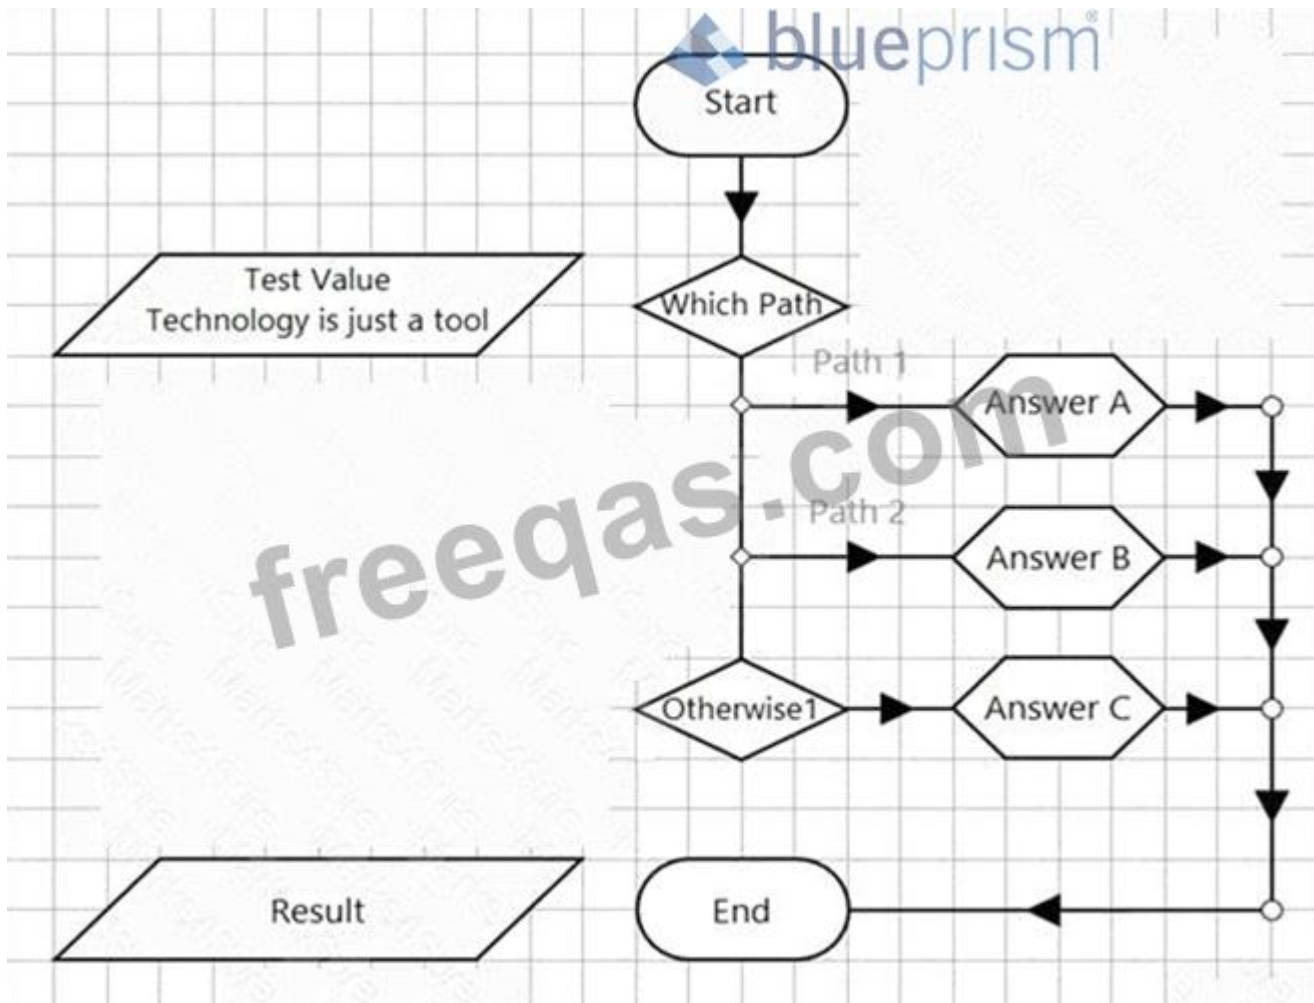 blueprism®
Start
Test Value
Technology is just a tool
Which Path
Path 1
Answer A
Path 2
Answer B
freeqas.com
Otherwise1
Answer C
Result
End